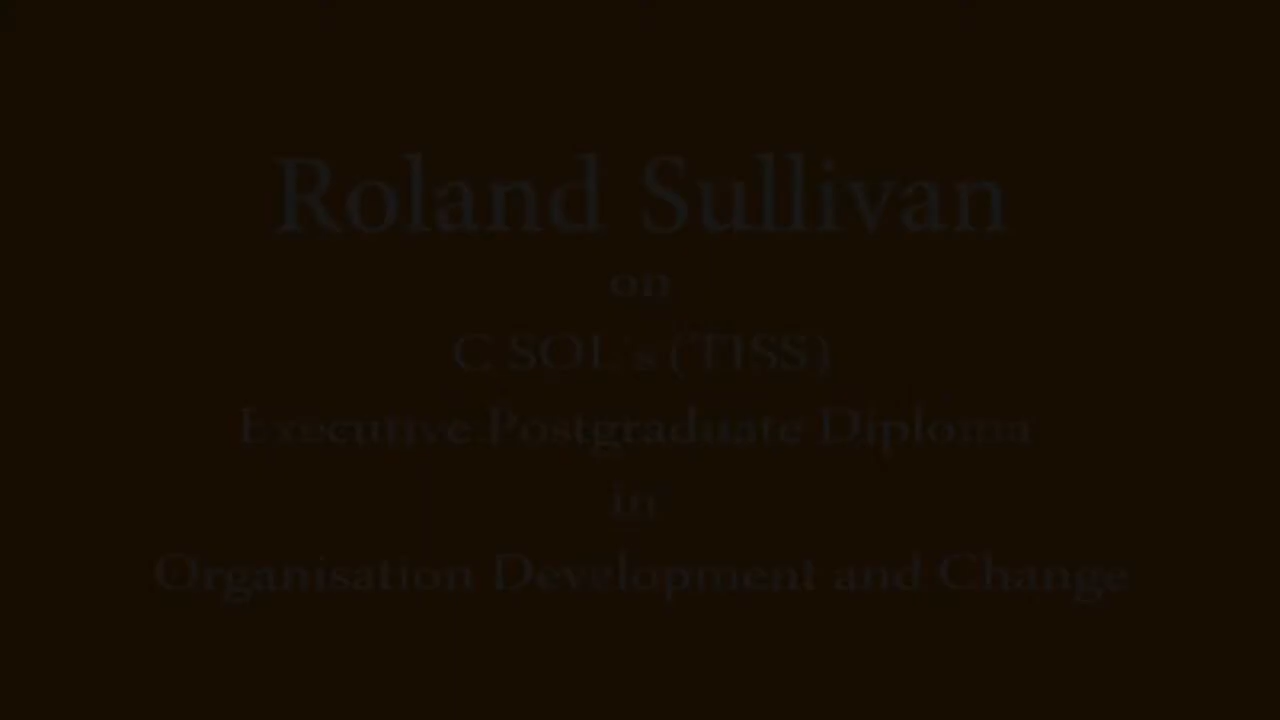 Roland Sullivan
on
C SOL's (TISS)
Executive Postgraduate Diploma
in
Organisation Development and Change